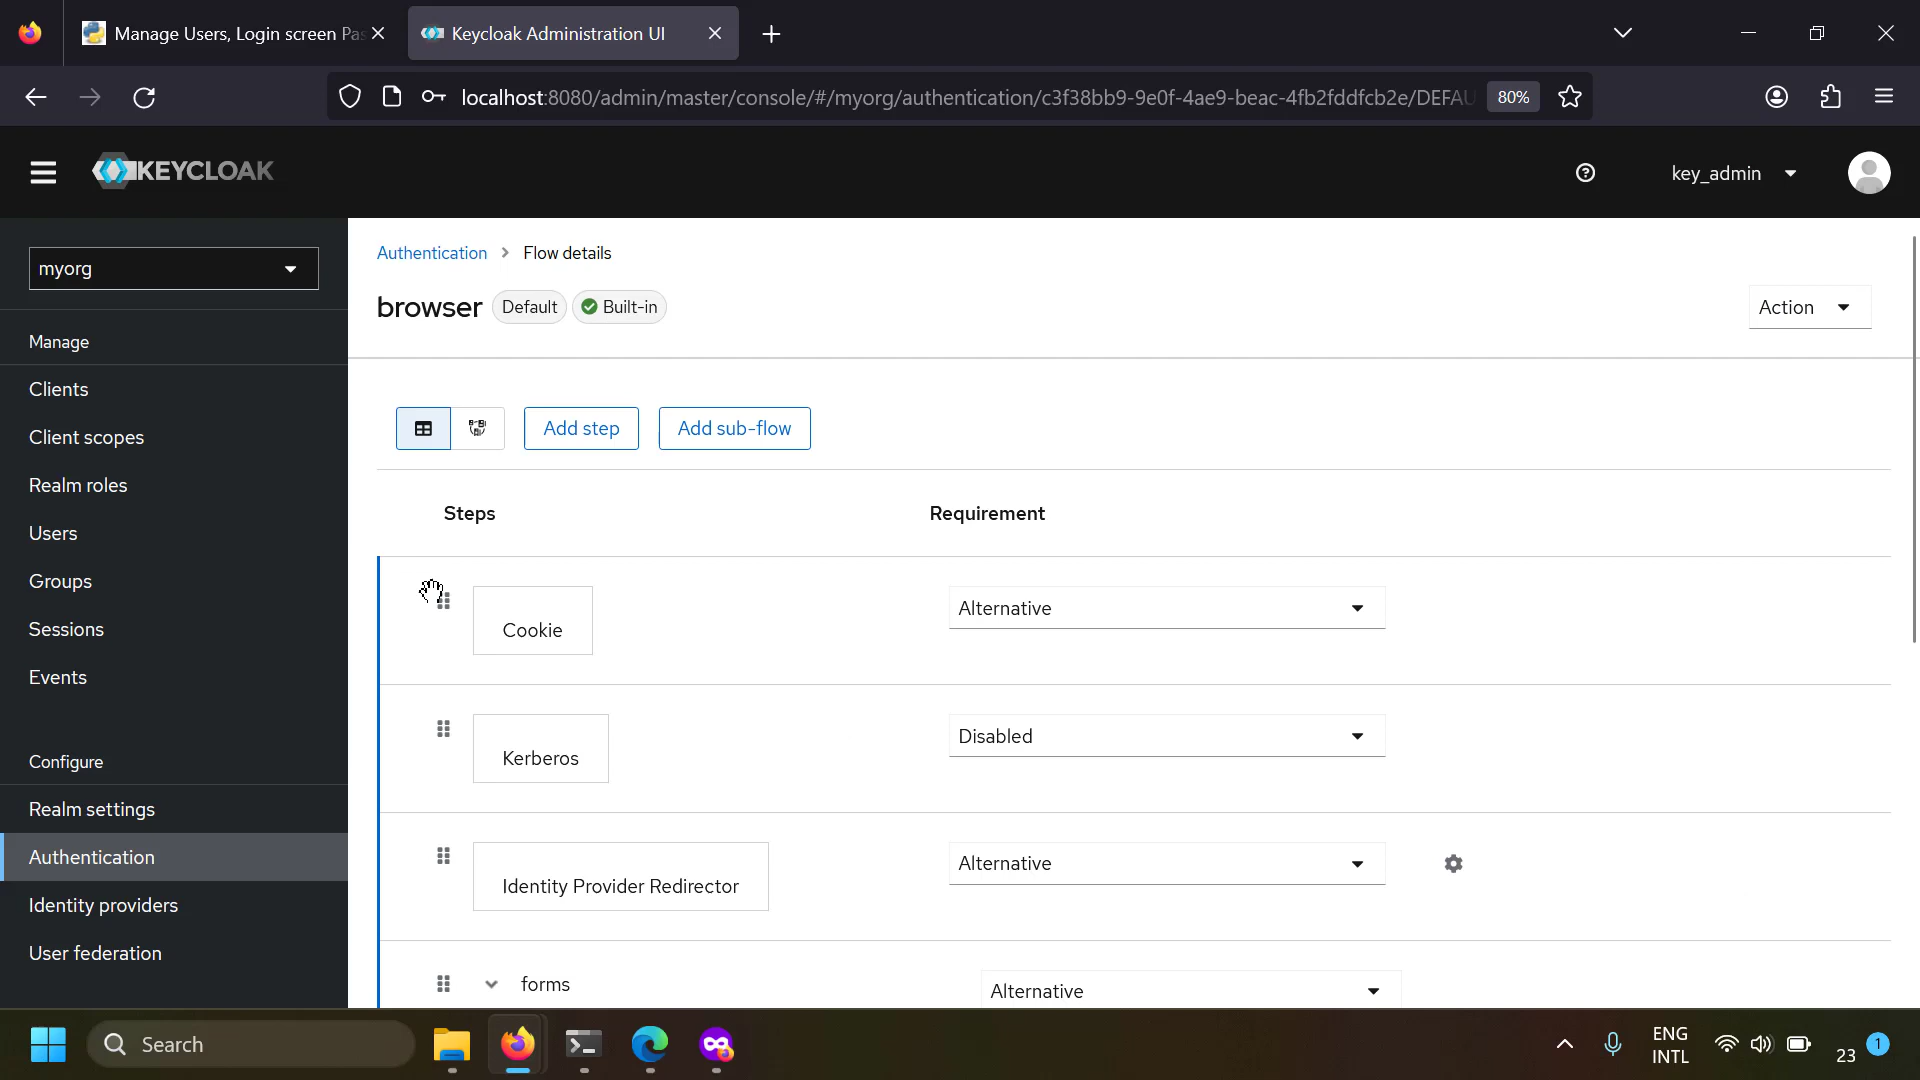 Manage Users, Login screen Pas
Keycloak Administration UI
localhost:8080/admin/master/console/#/myorg/authentication/c3f38bb9-9e0f-4ae9-beac-4fb2fddfcb2e/DEFAU
80%
KEYCLOAK
key_admin
myorg
Manage
Clients
Client scopes
Realm roles
Users
Groups
Sessions
Events
Configure
Realm settings
Authentication
Identity providers
User federation
Authentication
Flow details
browser
Default
Built-in
Action
Add step
Add sub-flow
Steps
Requirement
Cookie
Alternative
Kerberos
Disabled
Identity Provider Redirector
Alternative
forms
Alternative
Search
ENG
INTL
23
1